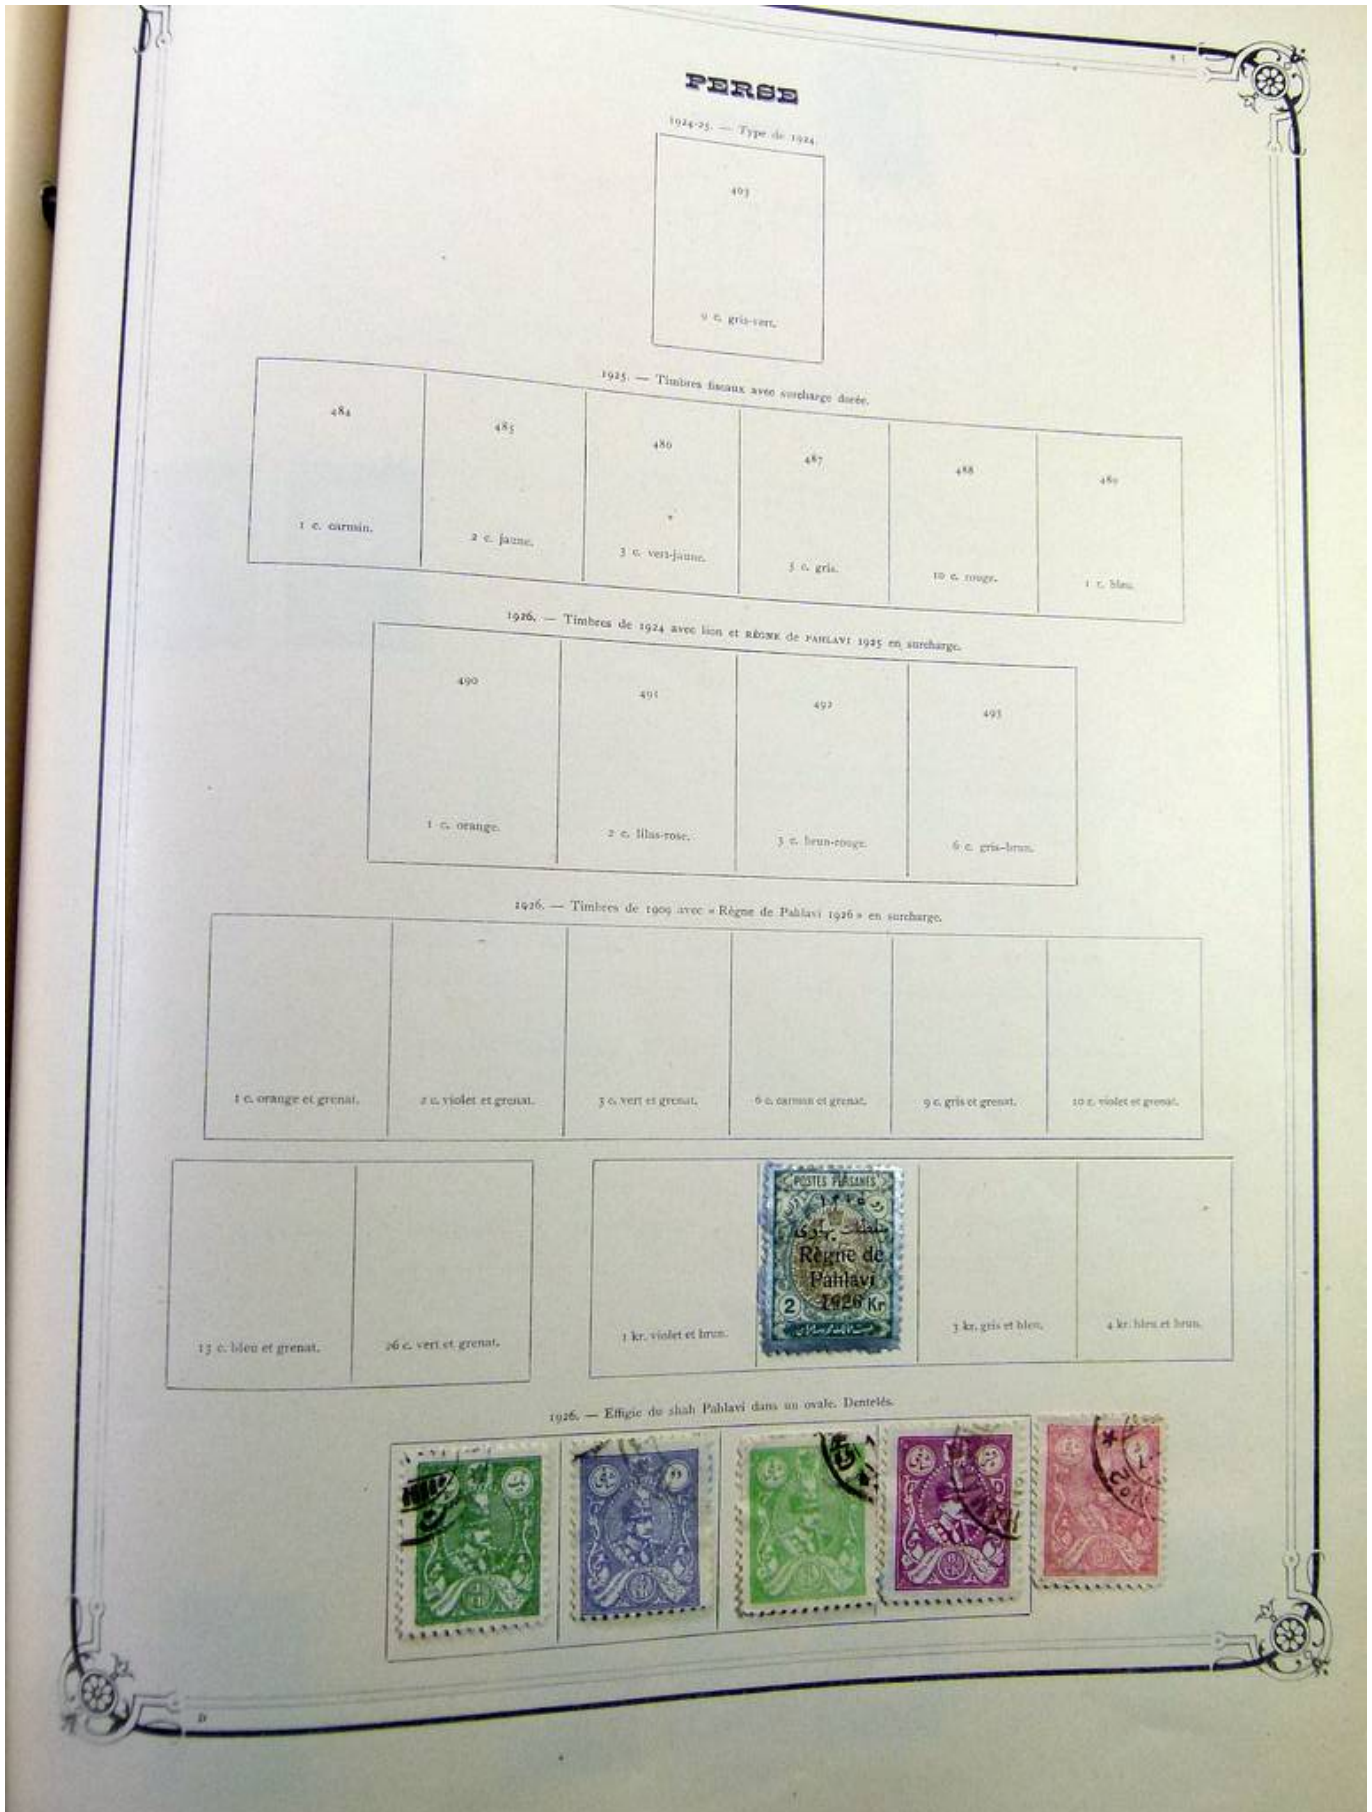 PERSE
1924-25. — Type de 1924.
403
9 c. gris-vert.
1925. — Timbres fiscaux avec surcharge dorée.
484
485
486
487
488
489
1 c. carmin.
2 c. jaune.
3 c. vert-jaune.
5 c. gris.
10 c. rouge.
1 c. bleu.
1926. — Timbres de 1924 avec lion et RÈGNE de PAHLAVI 1925 en surcharge.
490
491
492
493
1 c. orange.
2 c. lilas-rose.
3 c. brun-rouge.
6 c. gris-brun.
1926. — Timbres de 1909 avec « Règne de Pahlavi 1926 » en surcharge.
1 c. orange et grenat.
2 c. violet et grenat.
3 c. vert et grenat.
6 c. carmin et grenat.
9 c. gris et grenat.
10 c. violet et grenat.
13 c. bleu et grenat.
26 c. vert et grenat.
1 kr. violet et brun.
POSTES PERSANES
پهلوی
Règne de
Pahlavi
1926
2 Kr
3 kr. gris et bleu.
4 kr. bleu et brun.
1926. — Effigie du shah Pahlavi dans un ovale. Dentelés.
D